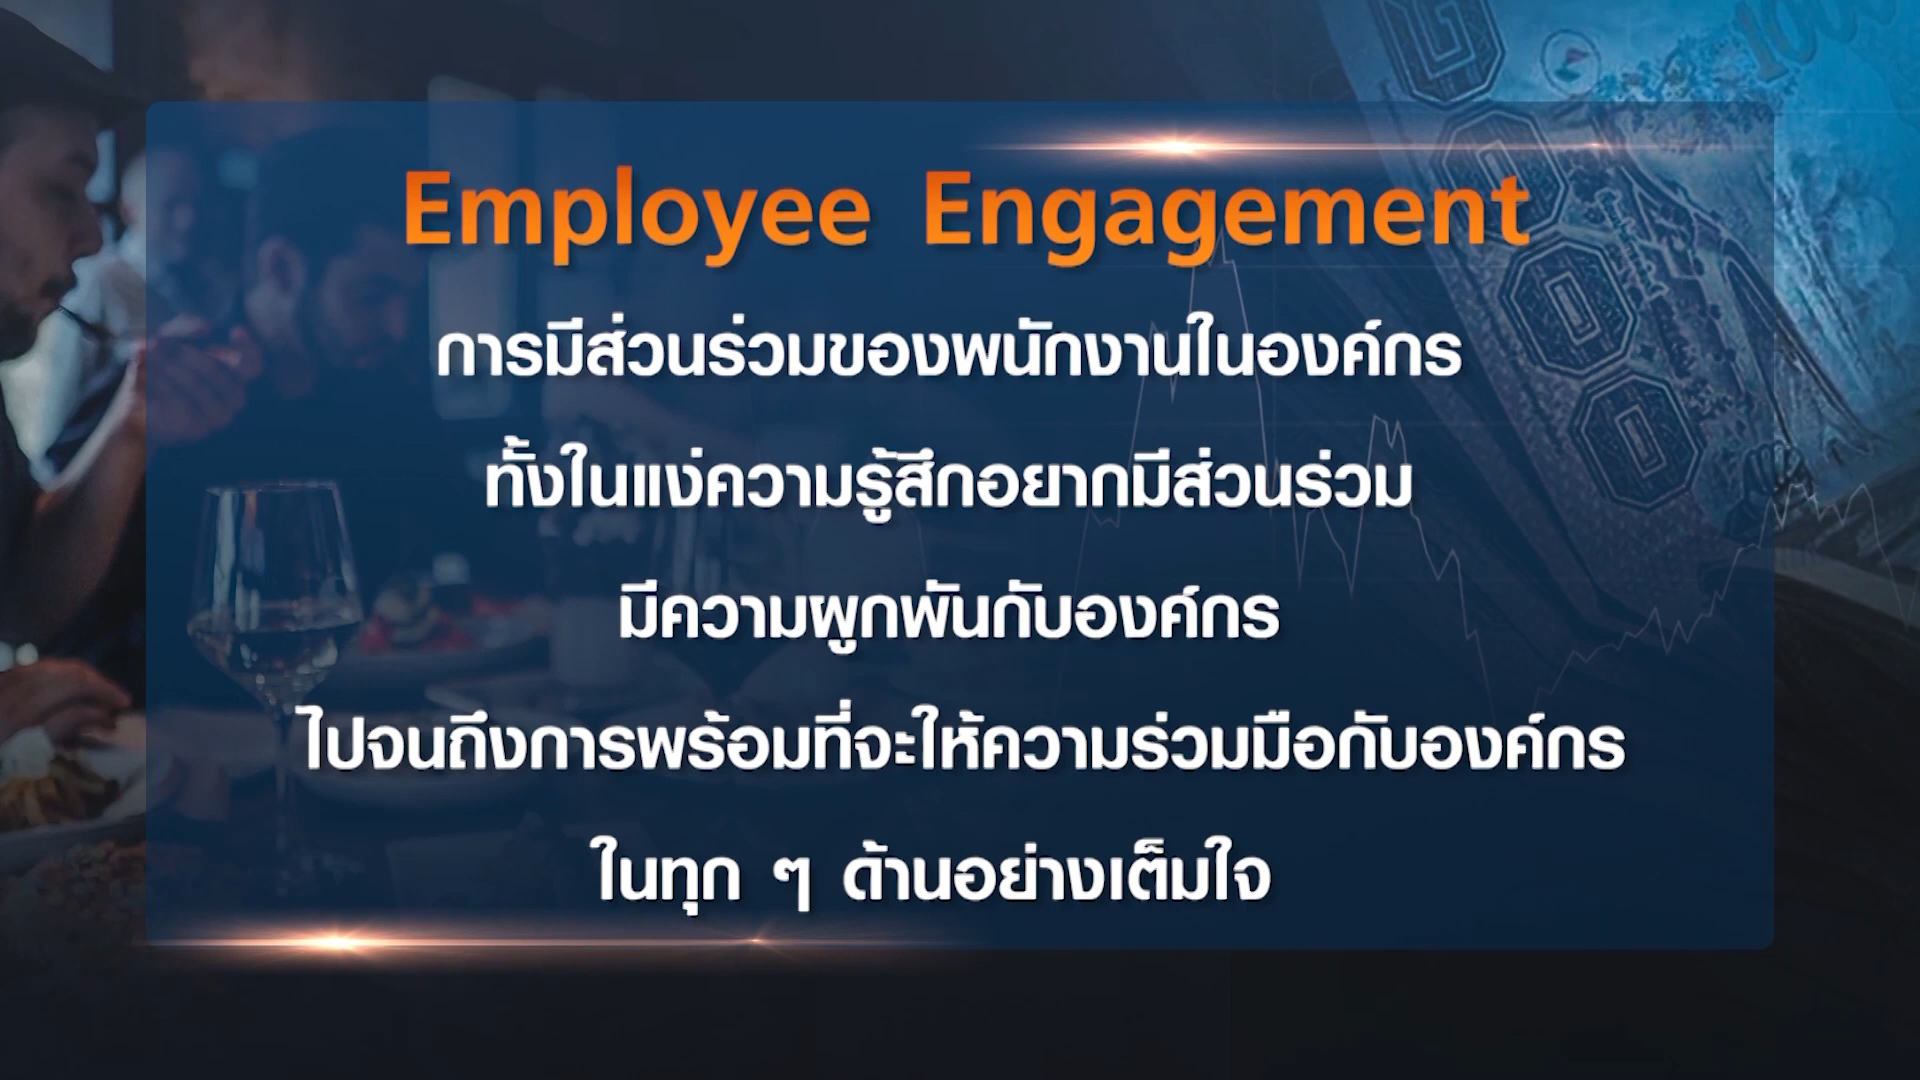 Employee Engagement
การมีส่วนร่วมของพนักงานในองค์กร
ทั้งในแง่ความรู้สึกอยากมีส่วนร่วม
มีความผูกพันกับองค์กร
ไปจนถึงการพร้อมที่จะให้ความร่วมมือกับองค์กร
ในทุก ๆ ด้านอย่างเต็มใจ